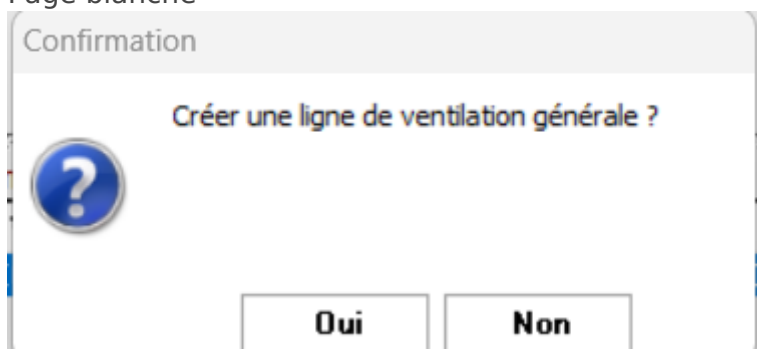 Page blanche
Confirmation
Créer une ligne de ventilation générale ?
Oui
Non